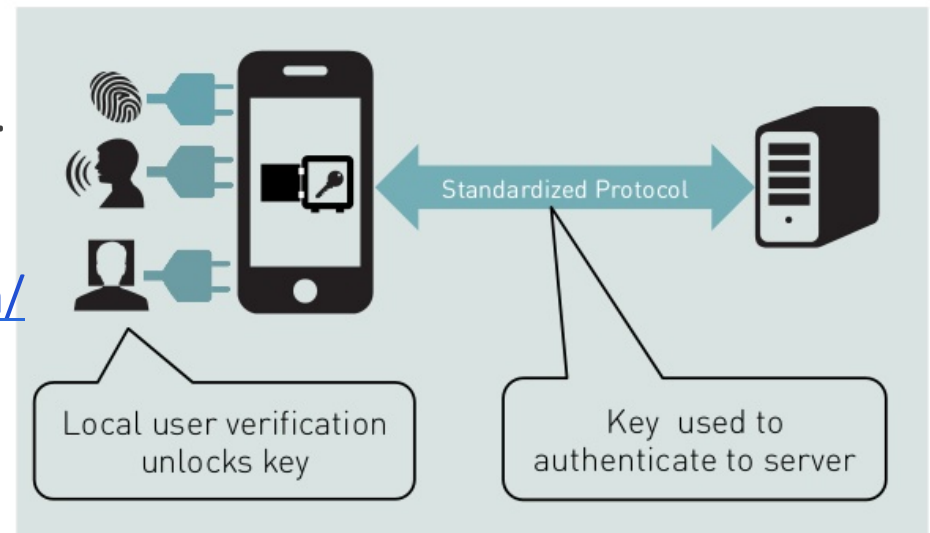 .
/
Standardized Protocol
Local user verification
unlocks key
Key used to
authenticate to server